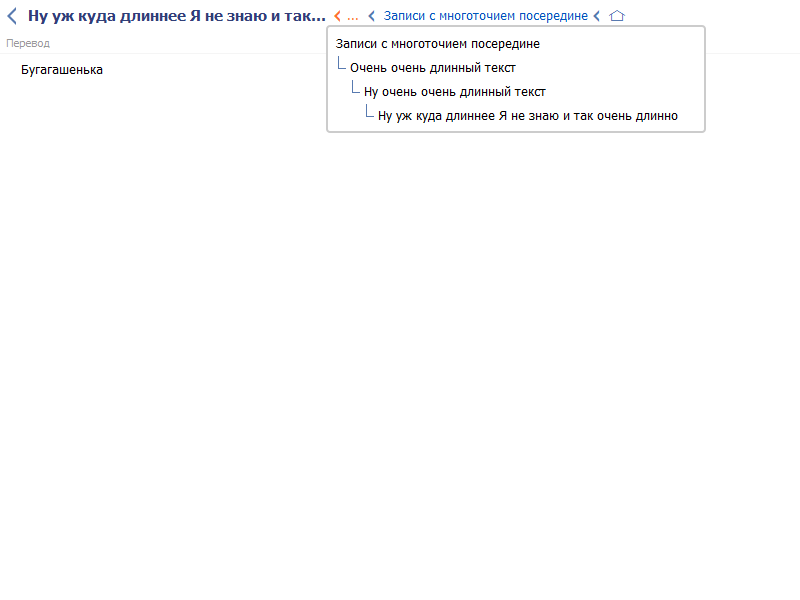 Ну уж куда длиннее Я не знаю и так... ... Записи с многоточием посередине
Записи с многоточием посередине
Перевод
Очень очень длинный текст
Бугагашенька
Ну очень очень длинный текст
Ну уж куда длиннее Я не знаю и так очень длинно